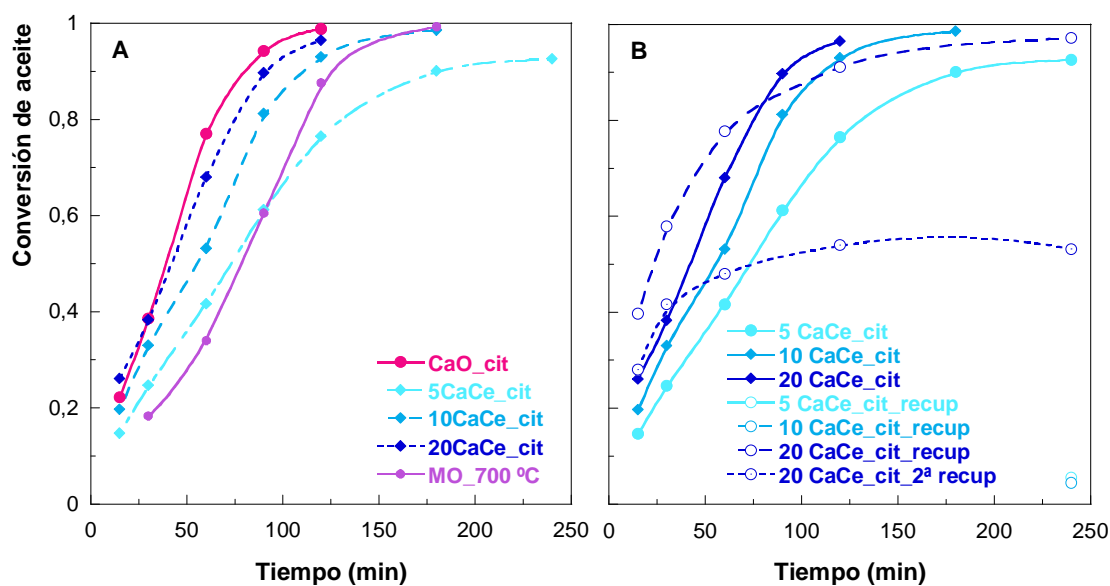 Conversión de aceite
1
0,8
0,6
0,4
0,2
0
A
CaO_cit
5CaCe_cit
10CaCe_cit
20CaCe_cit
MO_700 ºC
0 50 100 150 200 250
Tiempo (min)
B
5 CaCe_cit
10 CaCe_cit
20 CaCe_cit
5 CaCe_cit_recup
10 CaCe_cit_recup
20 CaCe_cit_recup
20 CaCe_cit_2ª recup
0 50 100 150 200 250
Tiempo (min)